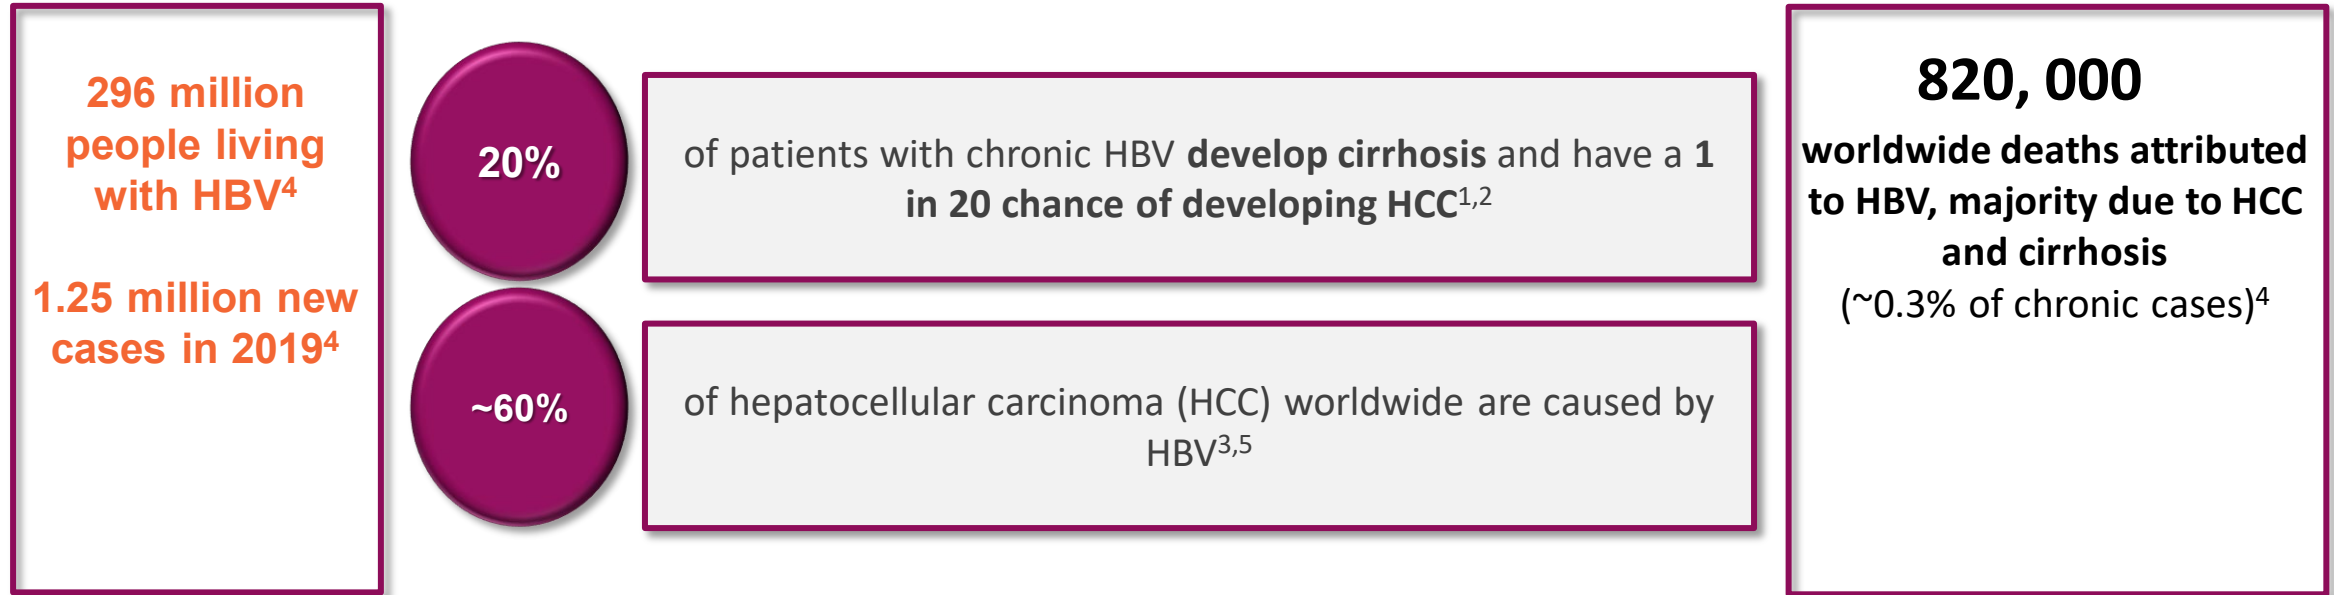 296 million
people living
with HBV4
1.25 million new
cases in 20194
20%
of patients with chronic HBV develop cirrhosis and have a 1
in 20 chance of developing HCC1,2
~60%
of hepatocellular carcinoma (HCC) worldwide are caused by
HBV3,5
820, 000
worldwide deaths attributed
to HBV, majority due to HCC
and cirrhosis
(~0.3% of chronic cases)4